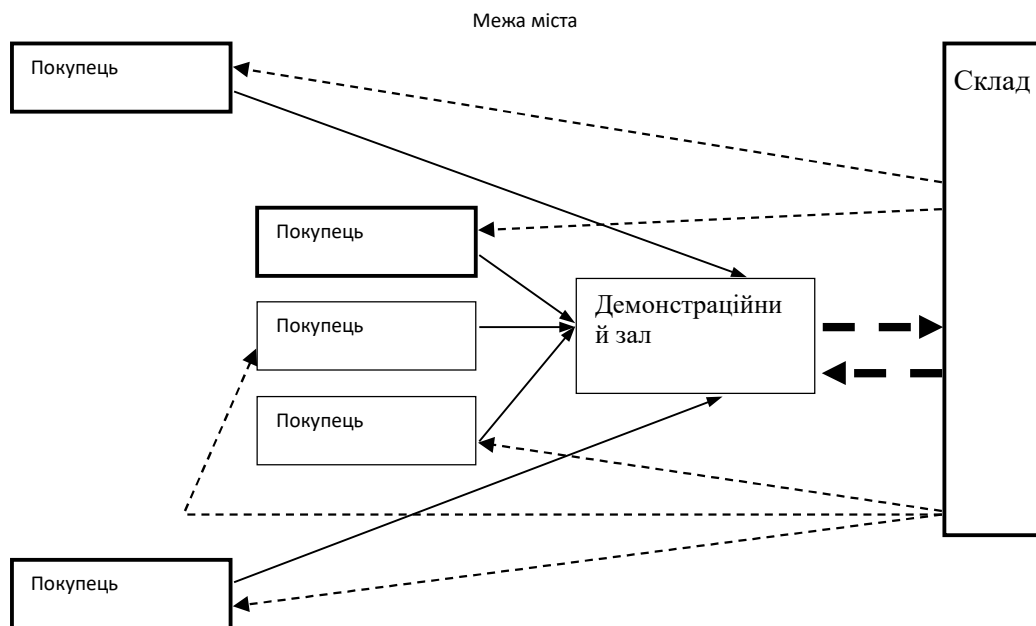 Межа міста
Покупець
Склад
Покупець
Демонстраційни
й зал
Покупець
Покупець
Покупець